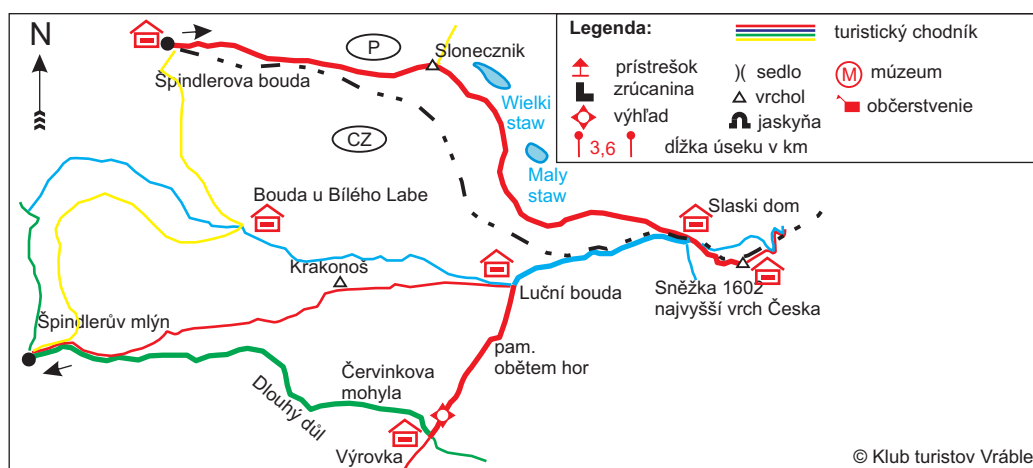 N
P
Slonecznik
Špindlerova bouda
CZ
Wielki
staw
Maly
staw
Bouda u Bílého Labe
Slaski dom
Krakonoš
Luční bouda
Sněžka 1602
najvyšší vrch Česka
Špindlerův mlýn
pam.
obětem hor
Červinkova
mohyla
Dlouhý důl
Výrovka
Legenda:
turistický chodník
prístrešok
zrúcanina
výhľad
3,6
dĺžka úseku v km
)( sedlo
vrchol
jaskyňa
M múzeum
občerstvenie
© Klub turistov Vráble